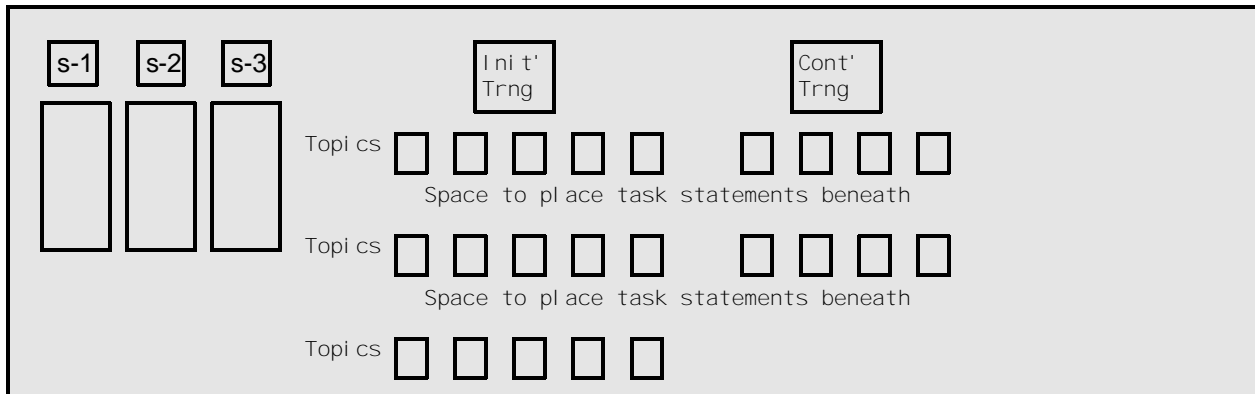 s-1 s-2 s-3
Init' Cont'
Trng Trng
Topics
Space to place task statements beneath
Topics
Space to place task statements beneath
Topics